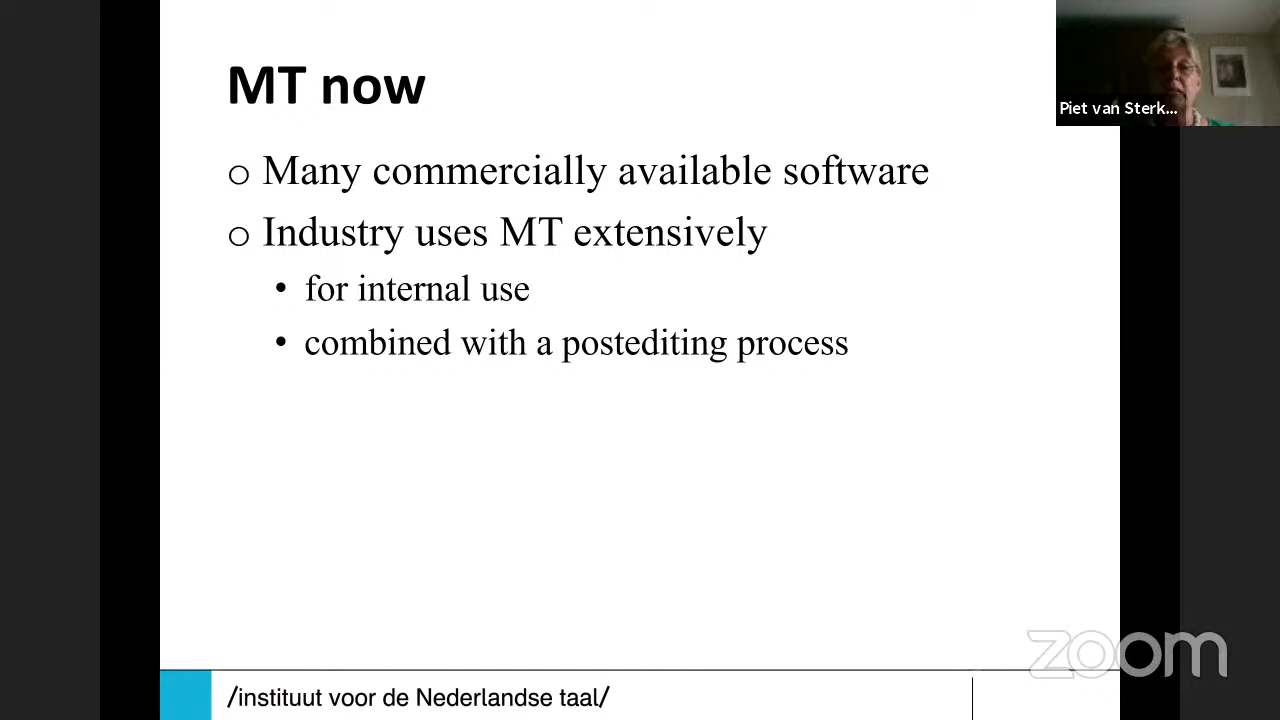 MT now
Piet van Sterk...
o Many commercially available software
o Industry uses MT extensively
• for internal use
• combined with a postediting process
zoom
/instituut voor de Nederlandse taal/